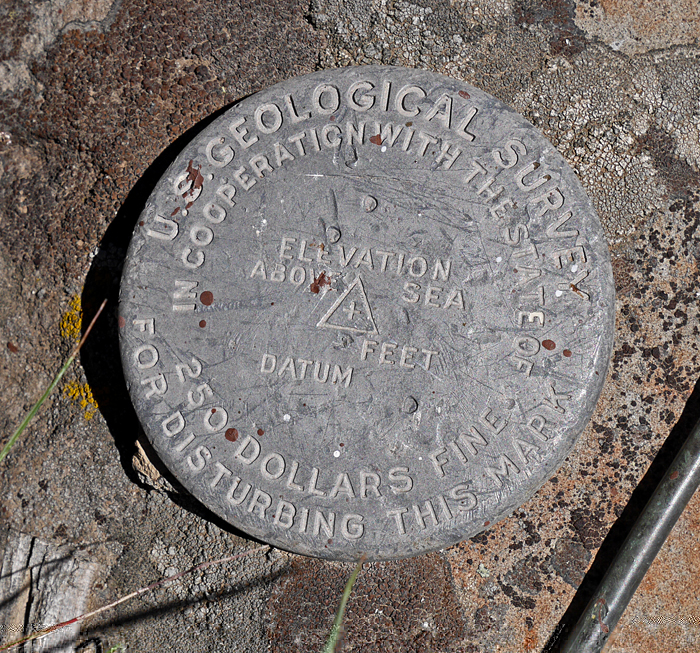 U.S. GEOLOGICAL SURVEY
IN COOPERATION WITH THE STATE OF
ELEVATION
ABOVE SEA
FEET
DATUM
250 DOLLARS FINE
FOR DISTURBING THIS MARK